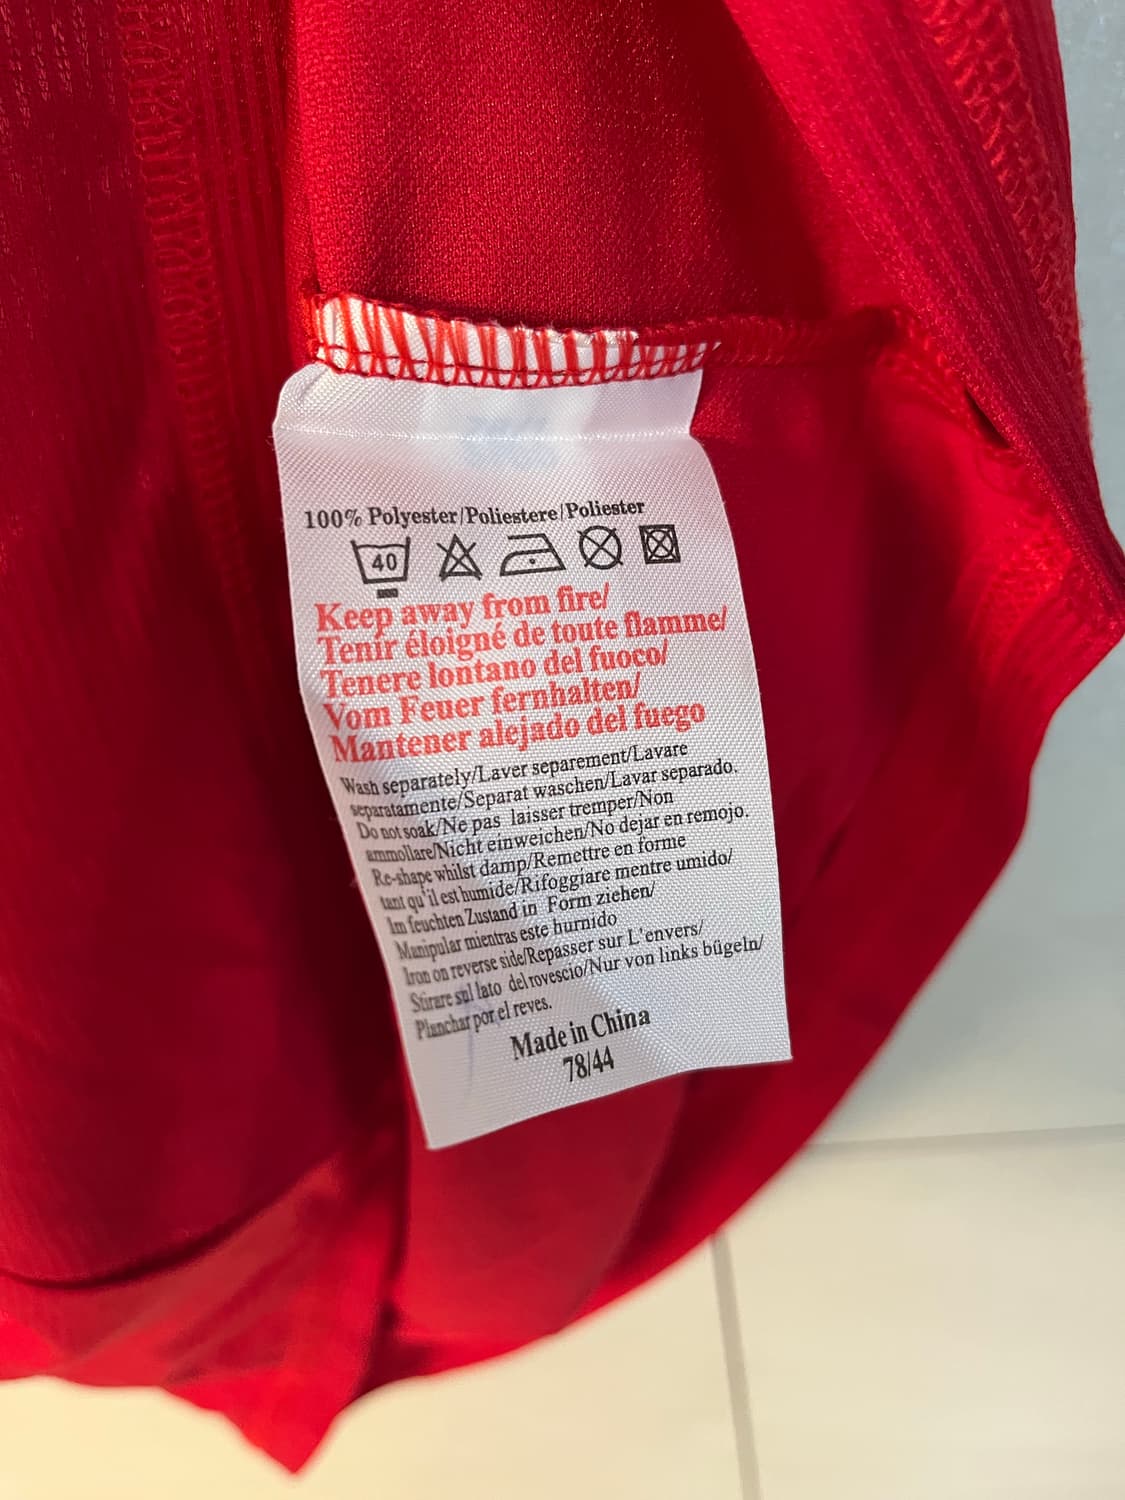 100% Polyester/Poliestere/Poliester
40
Keep away from fire/
Tenir éloigné de toute flamme/
Tenere lontano del fuoco/
Vom Feuer fernhalten/
Mantener alejado del fuego
Wash separately/Laver separement/Lavare
separatamente/Separat waschen/Lavar separado.
Do not soak/Ne pas laisser tremper/Non
ammollare/Nicht einweichen/No dejar en remojo.
Re-shape whilst damp/Remettre en forme
tant qu'il est humide/Rifoggiare mentre umido/
Im feuchten Zustand in Form ziehen/
Manipular mientras este hurnido
Iron on reverse side/Repasser sur L'envers/
Stirare sul lato del rovescio/Nur von links bügeln/
Planchar por el reves.
Made in China
78/44